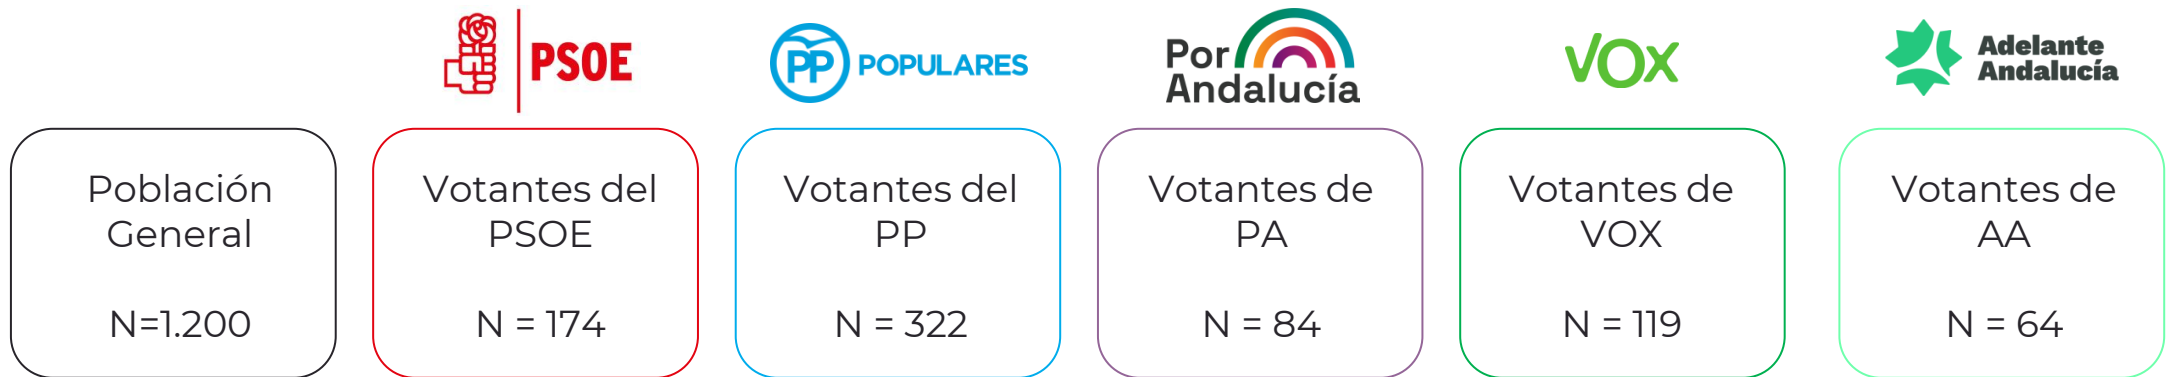 PSOE
PP POPULARES
Por
Andalucía
VOX
Adelante
Andalucía
Población
General
N=1.200
Votantes del
PSOE
N = 174
Votantes del
PP
N = 322
Votantes de
PA
N = 84
Votantes de
VOX
N = 119
Votantes de
AA
N = 64